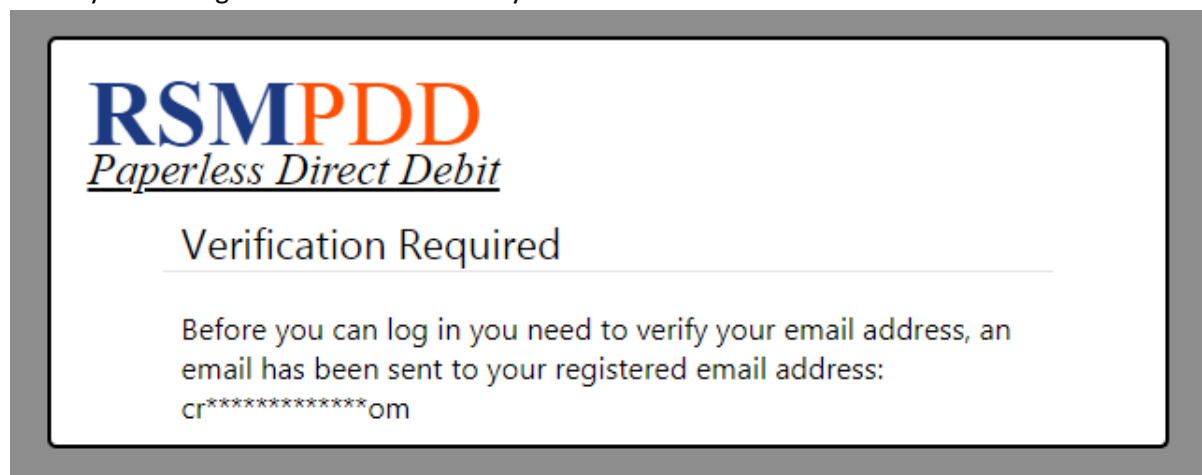 RSMPDD
Paperless Direct Debit
Verification Required
Before you can log in you need to verify your email address, an
email has been sent to your registered email address:
cr*************om